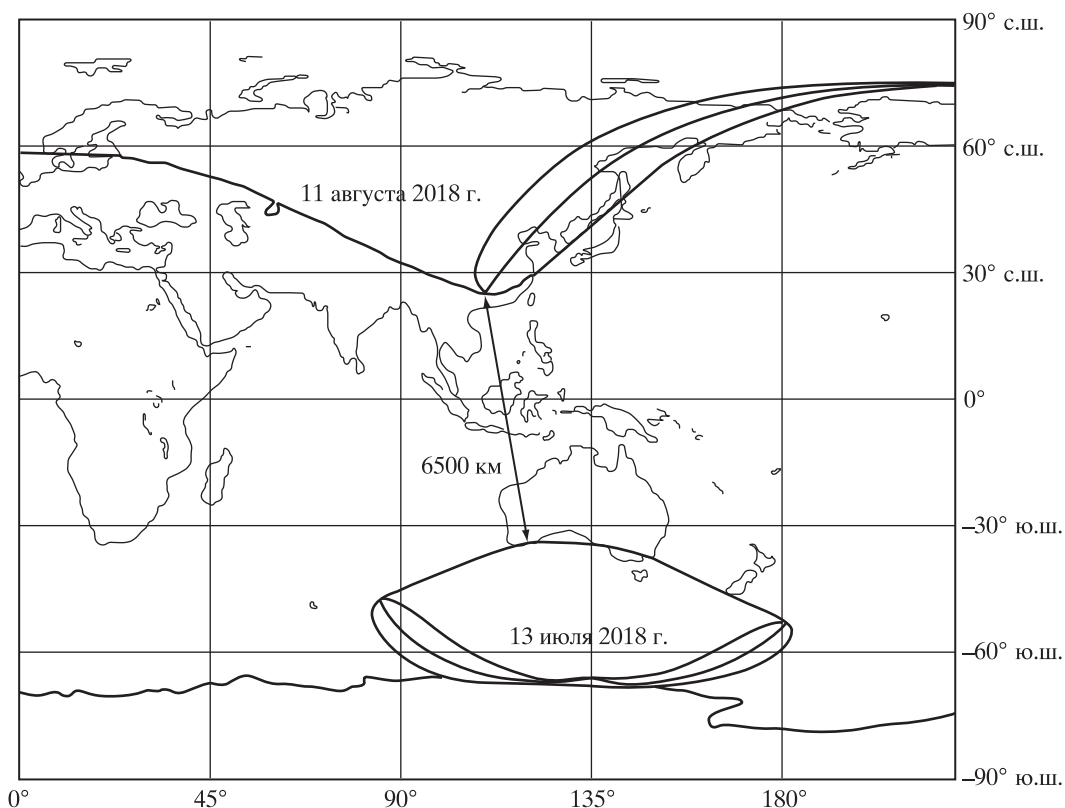 90° с.ш.
60° с.ш.
11 августа 2018 г.
30° с.ш.
0°
6500 км
–30° ю.ш.
13 июля 2018 г.
–60° ю.ш.
–90° ю.ш.
0° 45° 90° 135° 180°